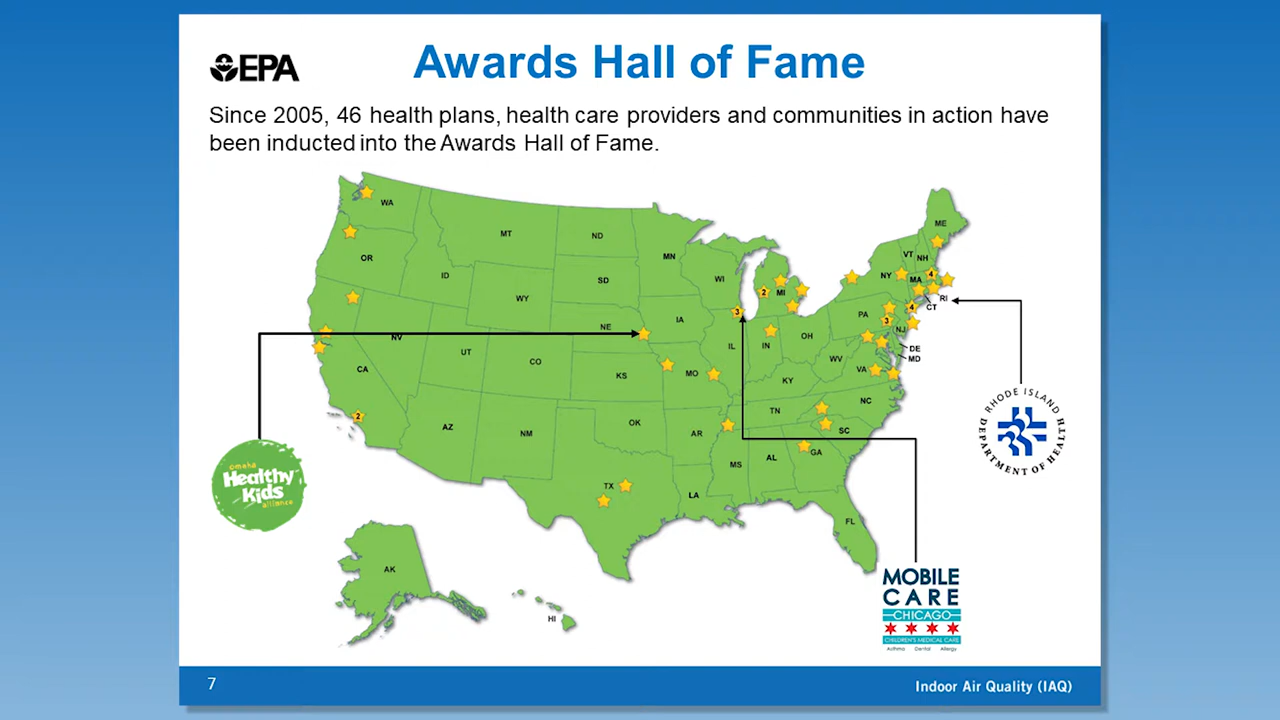 EPA
Awards Hall of Fame
Since 2005, 46 health plans, health care providers and communities in action have
been inducted into the Awards Hall of Fame.
WA
OR
CA
NV
ID
MT
WY
UT
CO
AZ
NM
ND
SD
NE
KS
OK
TX
MN
IA
MO
AR
LA
WI
IL
MS
2
MI
3
IN
OH
KY
TN
AL
GA
FL
SC
NC
VA
WV
PA
3
NY
4
NJ
DE
MD
CT
RI
MA
4
VT
NH
ME
2
AK
HI
omaha
Healthy
Kids
alliance
RHODE ISLAND
DEPARTMENT OF HEALTH
MOBILE
CARE
CHICAGO
CHILDREN'S MEDICAL CARE
Asthma Dental Allergy
7
Indoor Air Quality (IAQ)